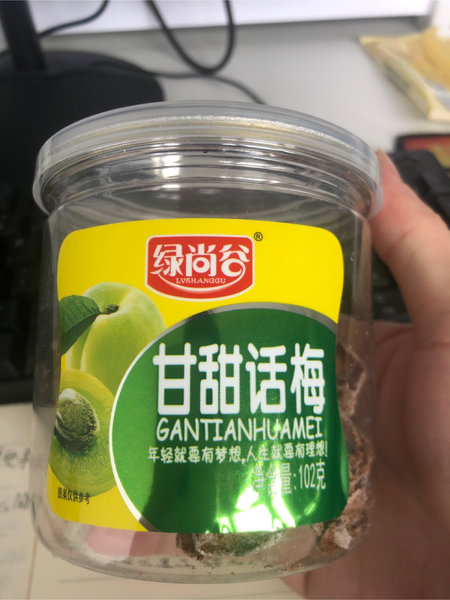 绿尚谷®
LVSHANGGU
甘甜话梅
GANTIANHUAMEI
年轻就要有梦想,人生就要有理想!
净含量:102克
图案仅供参考